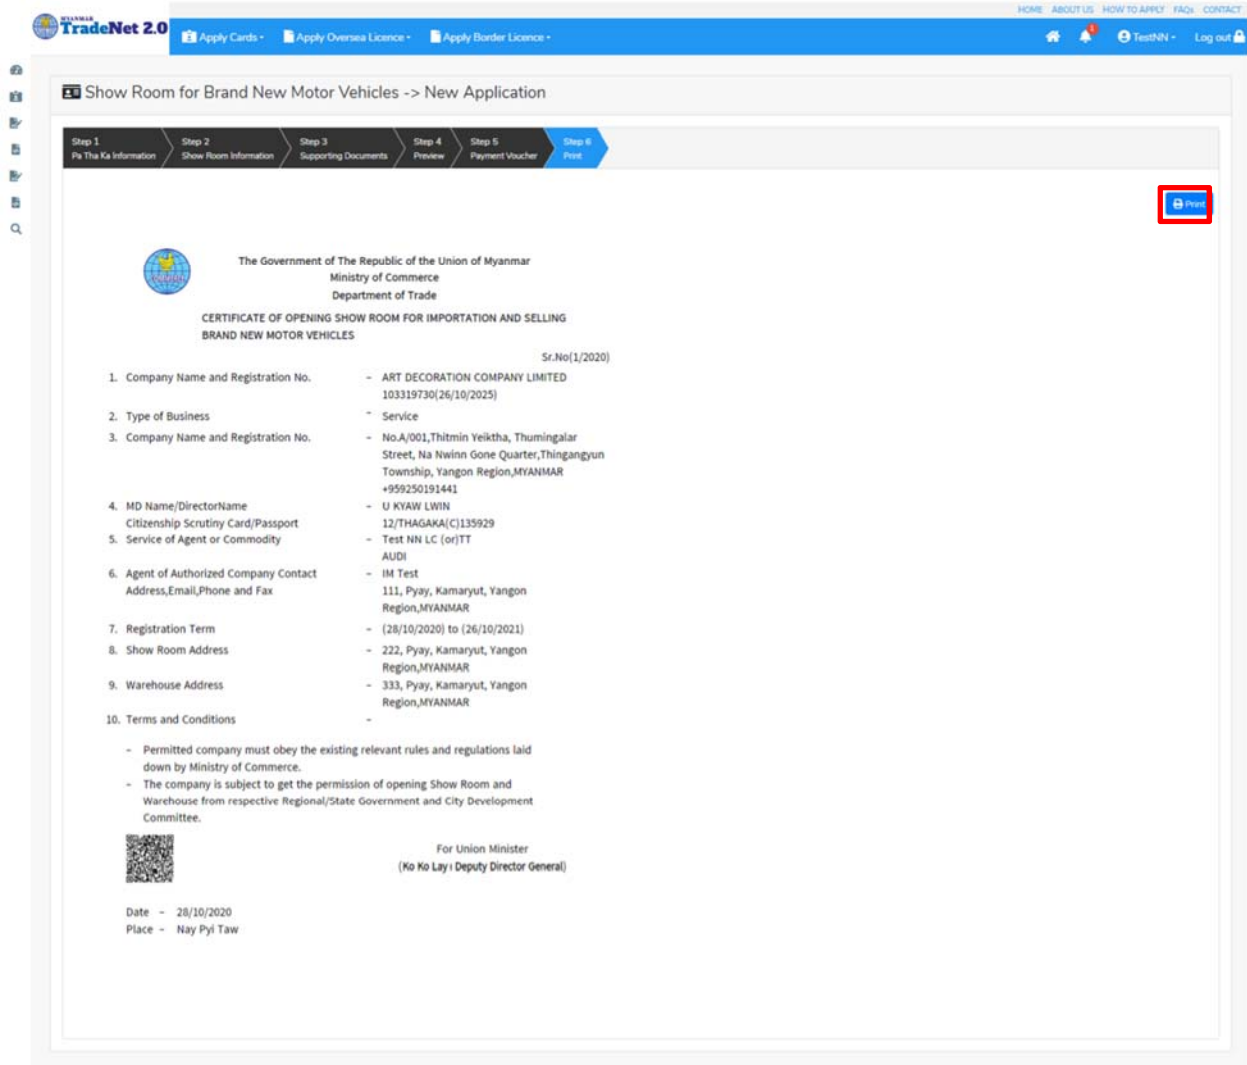 HOME ABOUT US HOW TO APPLY FAQs CONTACT
MYANMAR
TradeNet 2.0
Apply Cards
Apply Oversea Licence
Apply Border Licence
TestNN
Log out
Show Room for Brand New Motor Vehicles -> New Application
Step 1 Step 2 Step 3 Step 4 Step 5 Step 6
Pa Tha Ka Information Show Room Information Supporting Documents Preview Payment Voucher Print
Print
The Government of The Republic of the Union of Myanmar
Ministry of Commerce
Department of Trade
CERTIFICATE OF OPENING SHOW ROOM FOR IMPORTATION AND SELLING
BRAND NEW MOTOR VEHICLES
Sr.No(1/2020)
1. Company Name and Registration No. - ART DECORATION COMPANY LIMITED
103319730(26/10/2025)
2. Type of Business - Service
3. Company Name and Registration No. - No.A/001,Thitmin Yeiktha, Thumingalar
Street, Na Nwinn Gone Quarter,Thingangyun
Township, Yangon Region,MYANMAR
+959250191441
4. MD Name/DirectorName - U KYAW LWIN
Citizenship Scrutiny Card/Passport 12/THAGAKA(C)135929
5. Service of Agent or Commodity - Test NN LC (or)TT
AUDI
6. Agent of Authorized Company Contact - IM Test
Address,Email,Phone and Fax 111, Pyay, Kamaryut, Yangon
Region,MYANMAR
7. Registration Term - (28/10/2020) to (26/10/2021)
8. Show Room Address - 222, Pyay, Kamaryut, Yangon
Region,MYANMAR
9. Warehouse Address - 333, Pyay, Kamaryut, Yangon
Region,MYANMAR
10. Terms and Conditions -
- Permitted company must obey the existing relevant rules and regulations laid
down by Ministry of Commerce.
- The company is subject to get the permission of opening Show Room and
Warehouse from respective Regional/State Government and City Development
Committee.
For Union Minister
(Ko Ko Lay Deputy Director General)
Date - 28/10/2020
Place - Nay Pyi Taw